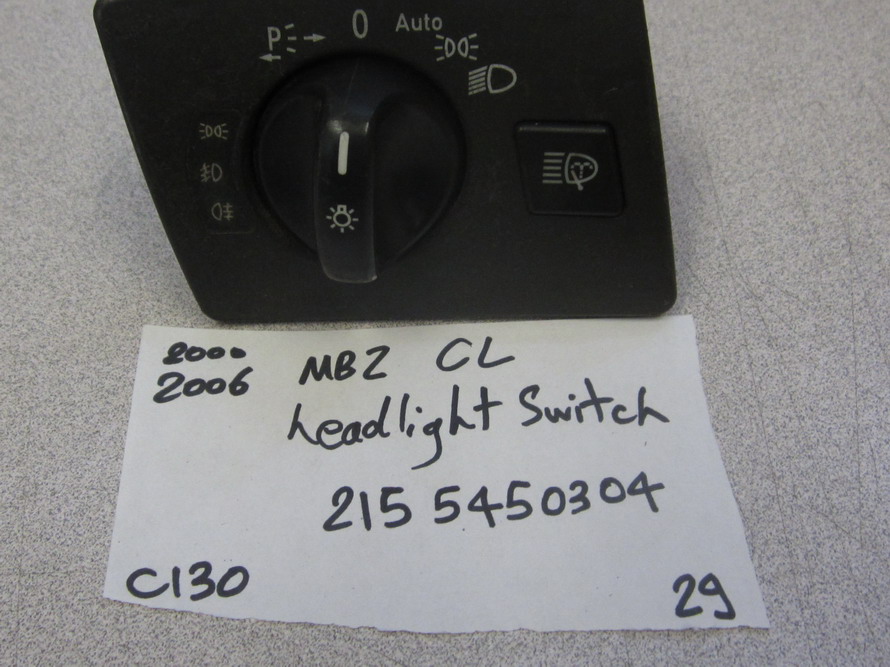 P 0 Auto
2000
2006 MBZ CL
headlight Switch
215 5450304
C130 29